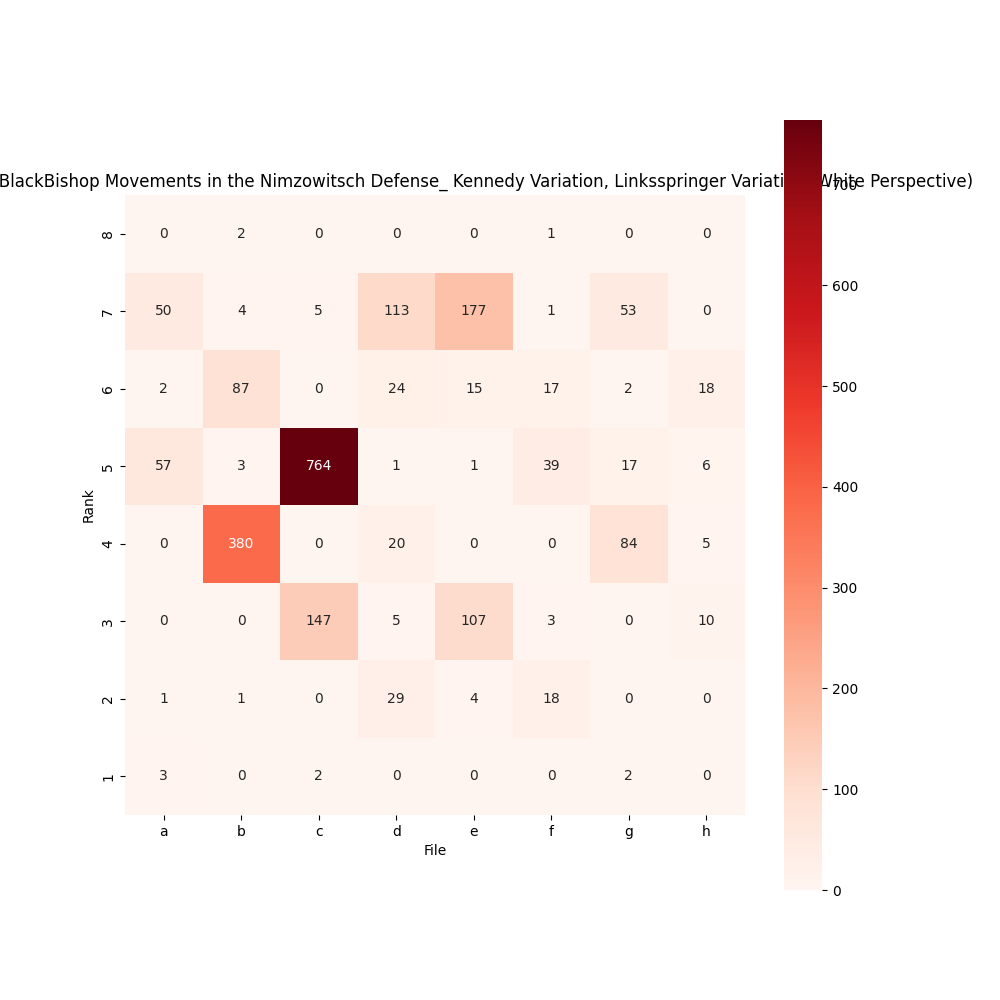 BlackBishop Movements in the Nimzowitsch Defense_ Kennedy Variation, Linksspringer Variation (White Perspective)
700
8 0 2 0 0 0 1 0 0
7 50 4 5 113 177 1 53 0
600
6 2 87 0 24 15 17 2 18
500
5 57 3 764 1 1 39 17 6
Rank
400
4 0 380 0 20 0 0 84 5
300
3 0 0 147 5 107 3 0 10
200
2 1 1 0 29 4 18 0 0
100
1 3 0 2 0 0 0 2 0
a b c d e f g h
File
0